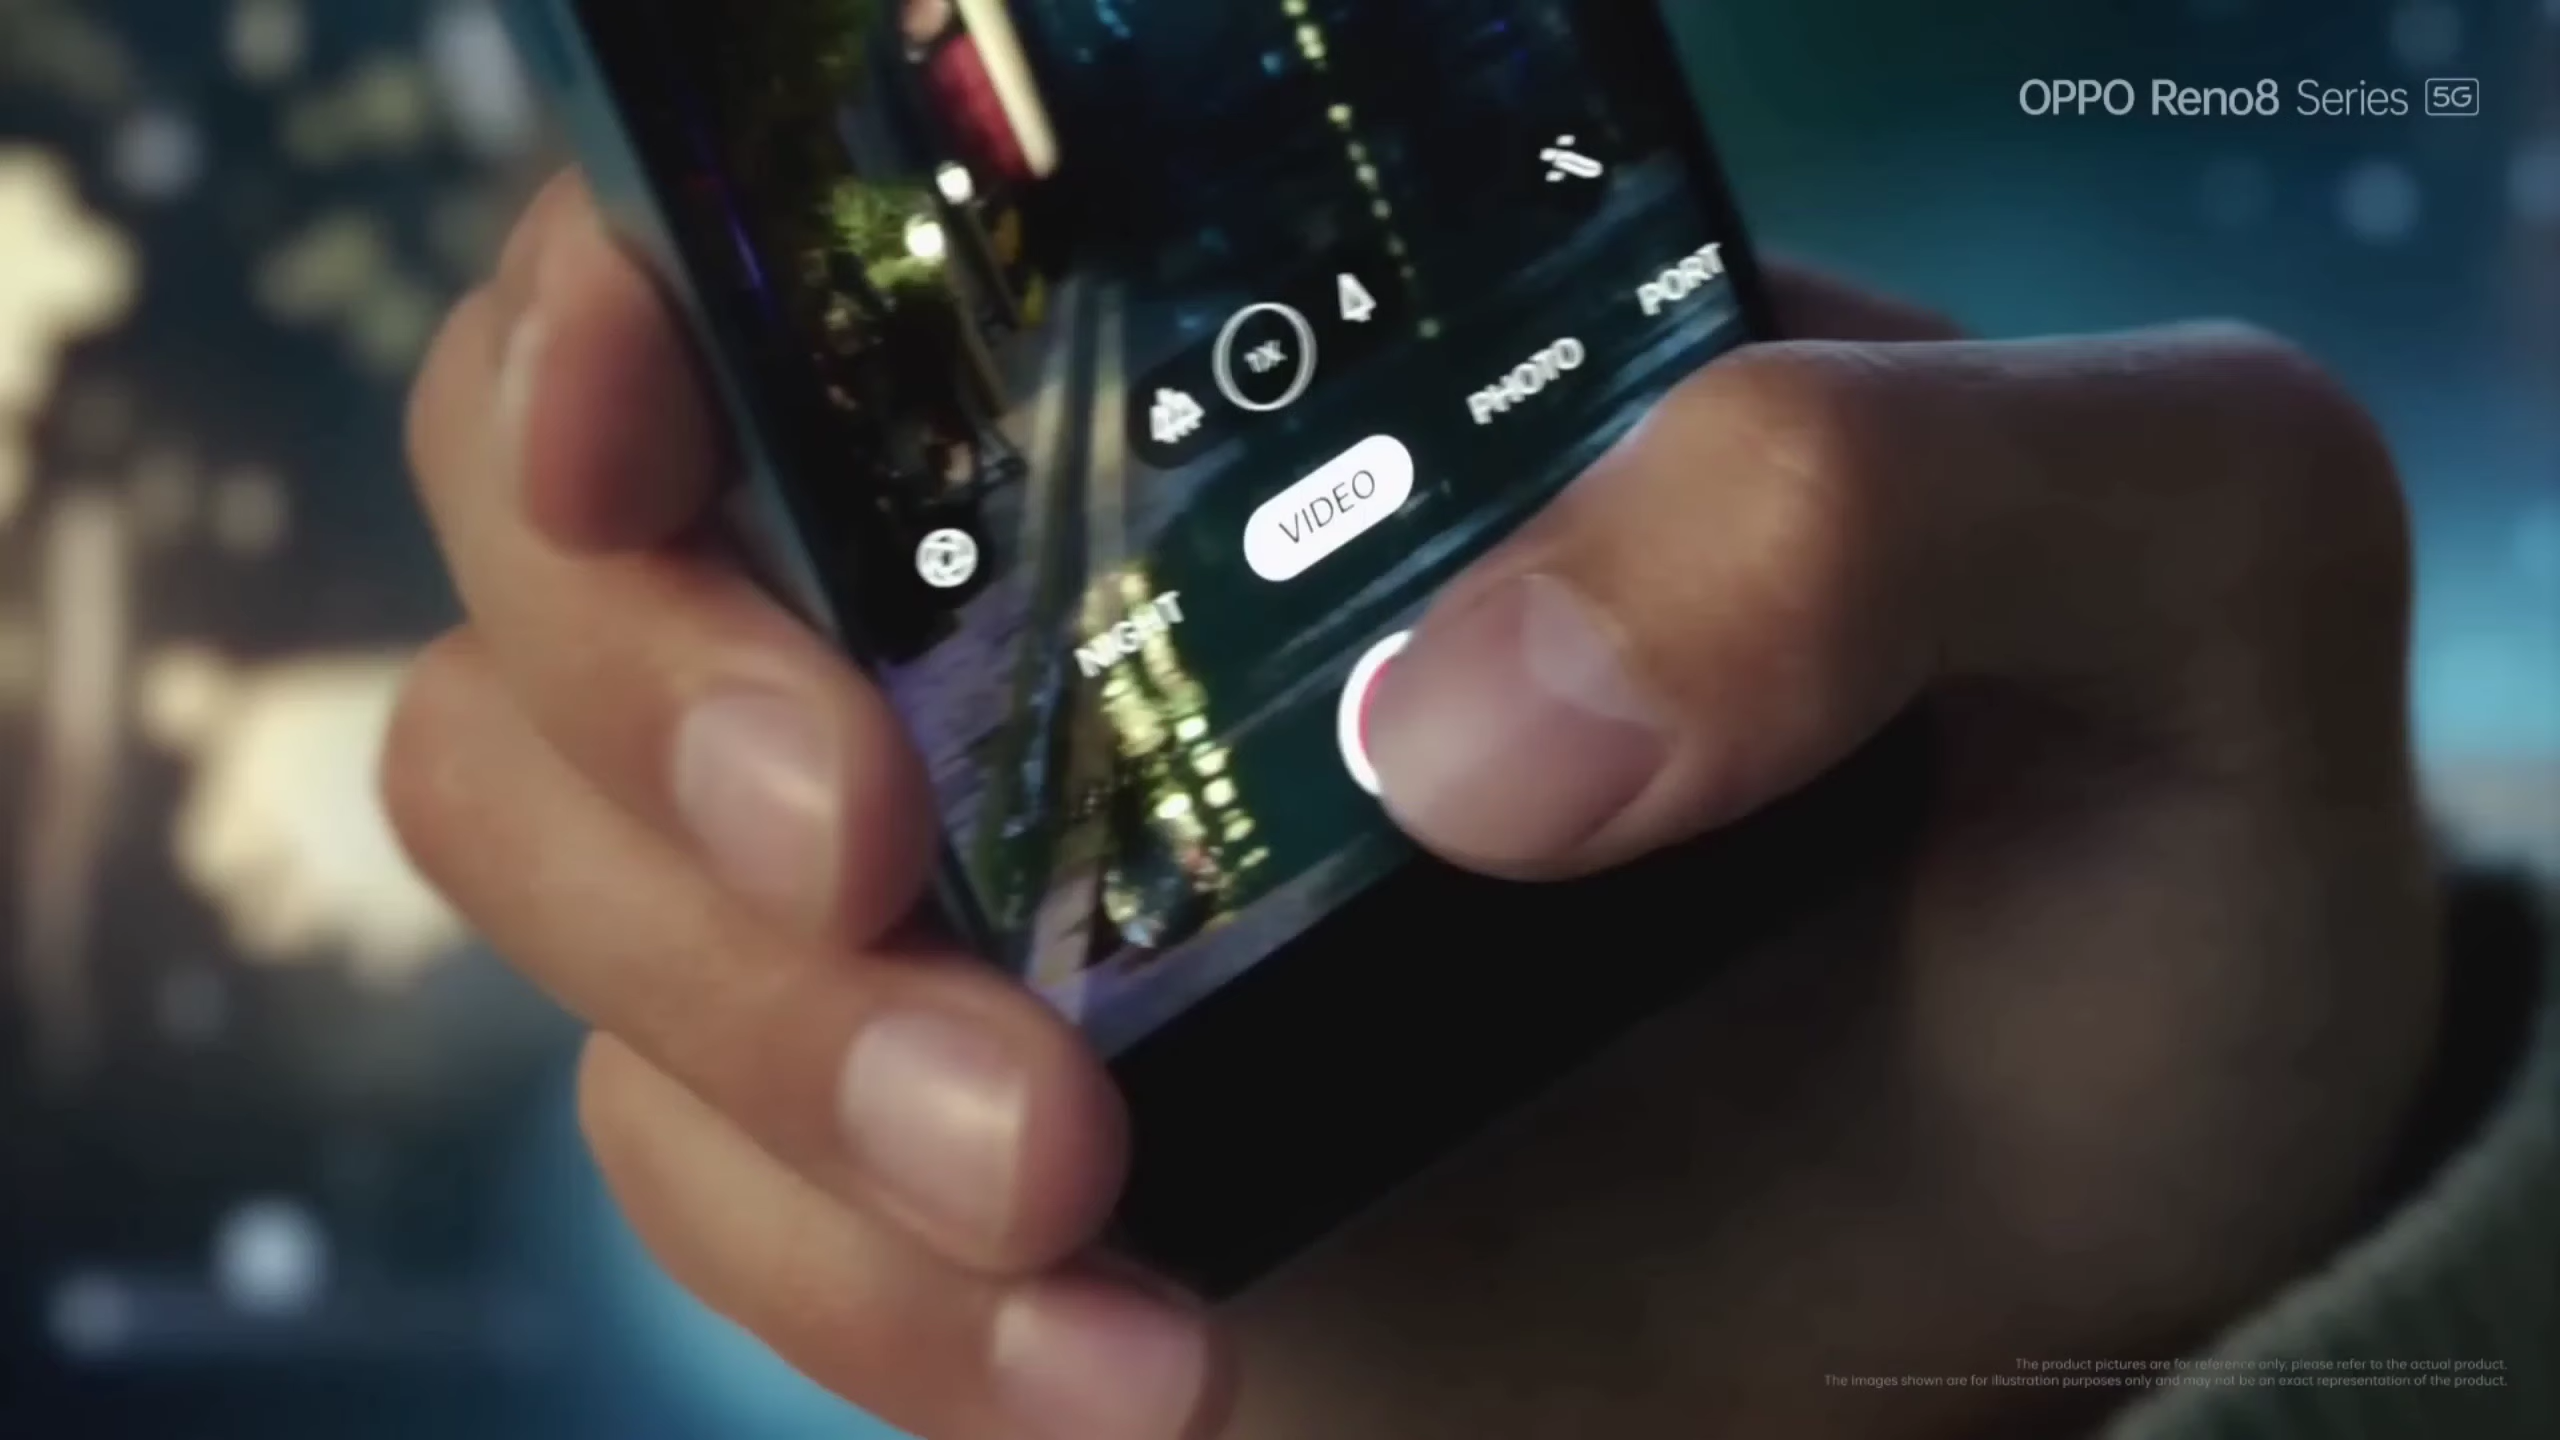 OPPO Reno8 Series 5G
PORT
PHOTO
1X
VIDEO
NIGHT
The product pictures are for reference only, please refer to the actual product.
The images shown are for illustration purposes only and may not be an exact representation of the product.